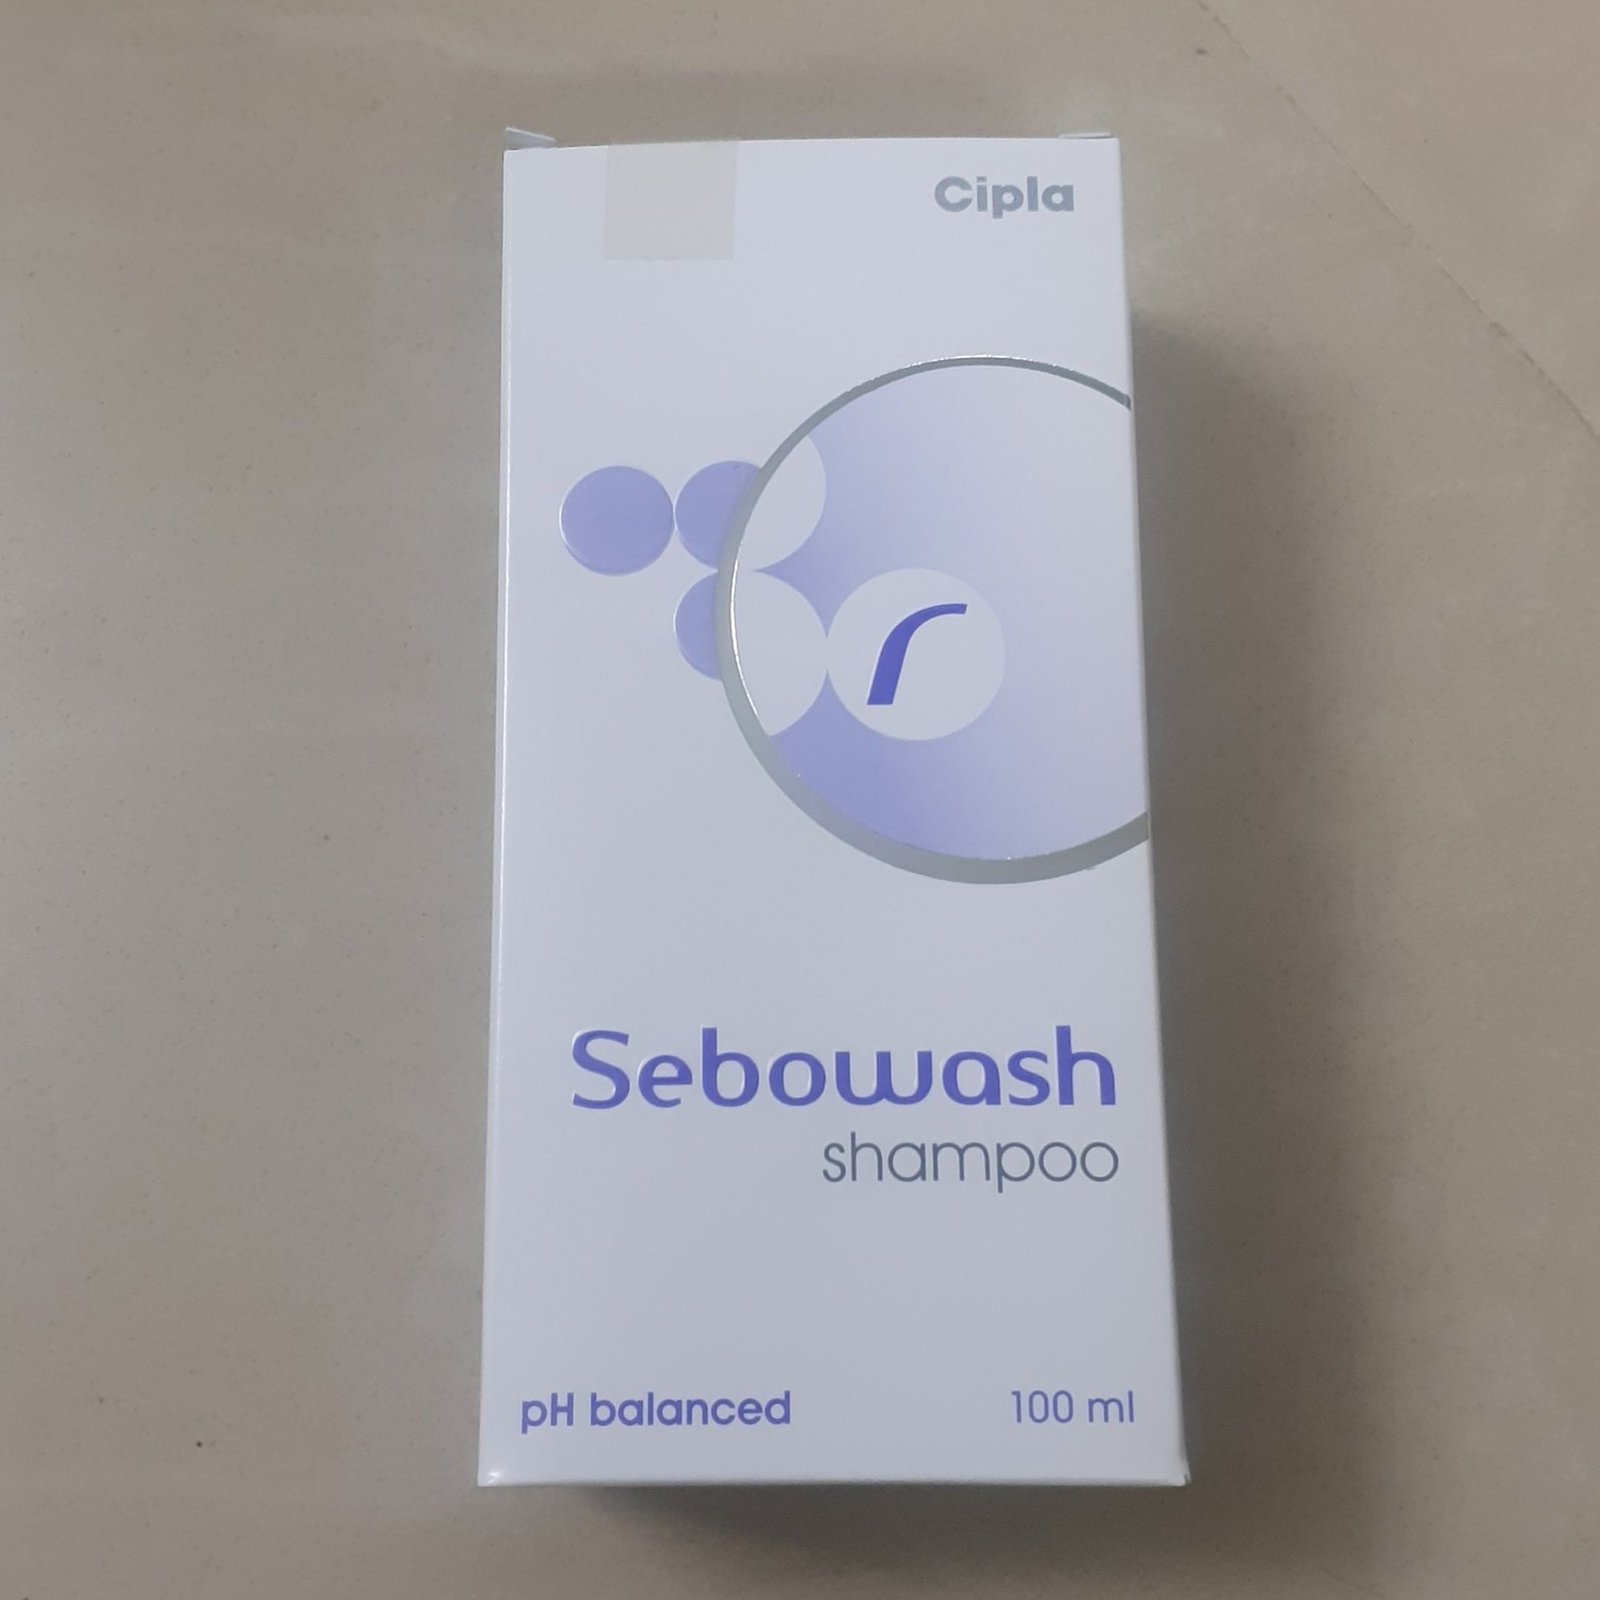 Cipla
r
Sebowash
shampoo
pH balanced
100 ml